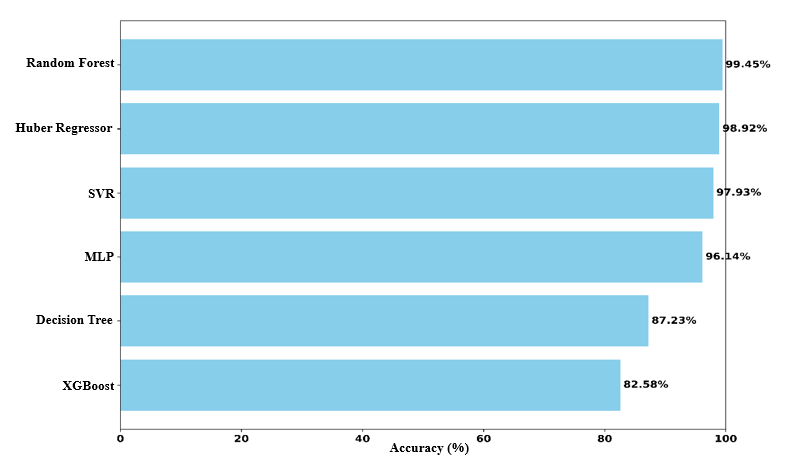 Random Forest 99.45%
Huber Regressor 98.92%
SVR 97.93%
MLP 96.14%
Decision Tree 87.23%
XGBoost 82.58%
0 20 40 60 80 100
Accuracy (%)